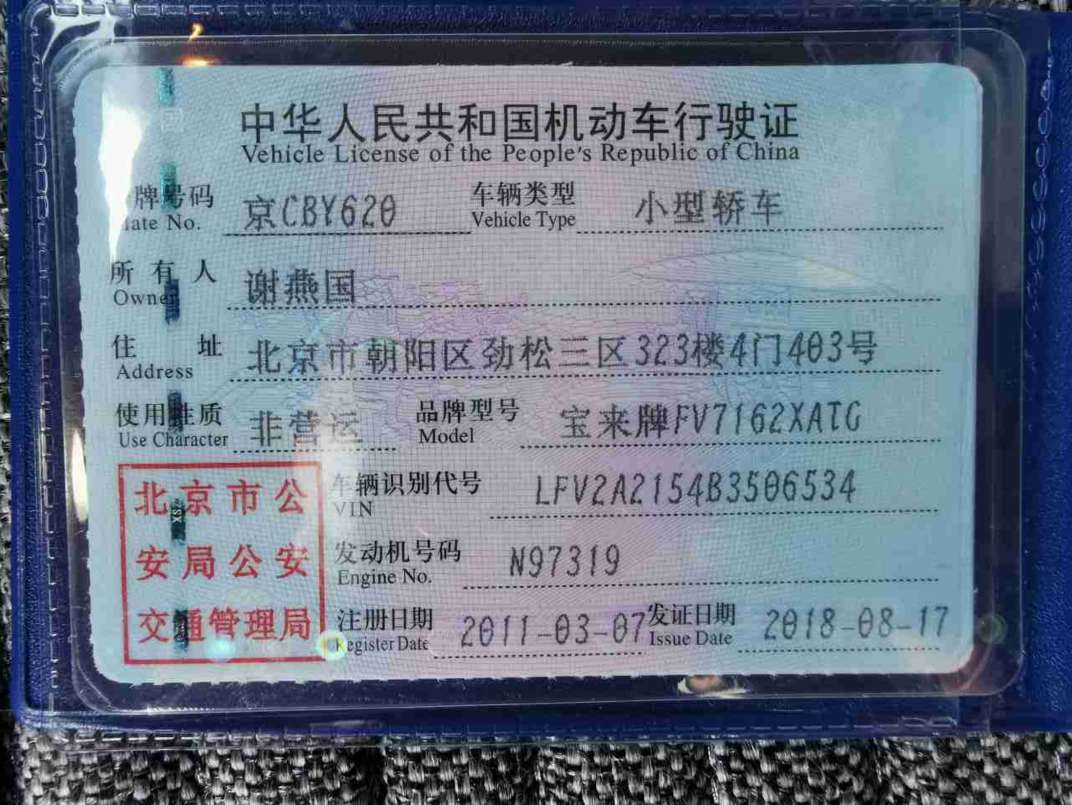 中华人民共和国机动车行驶证
Vehicle License of the People's Republic of China
牌号码 京CBY620 车辆类型 小型轿车
Plate No. Vehicle Type
所有人 谢燕国
Owner
住址 北京市朝阳区劲松三区323楼4门403号
Address
使用性质 非营运 品牌型号 宝来牌FV7162XATG
Use Character Model
北京市公 车辆识别代号 LFV2A2154B3506534
VIN
安局公安 发动机号码 N97319
Engine No.
交通管理局 注册日期 2011-03-07 发证日期 2018-08-17
Register Date Issue Date